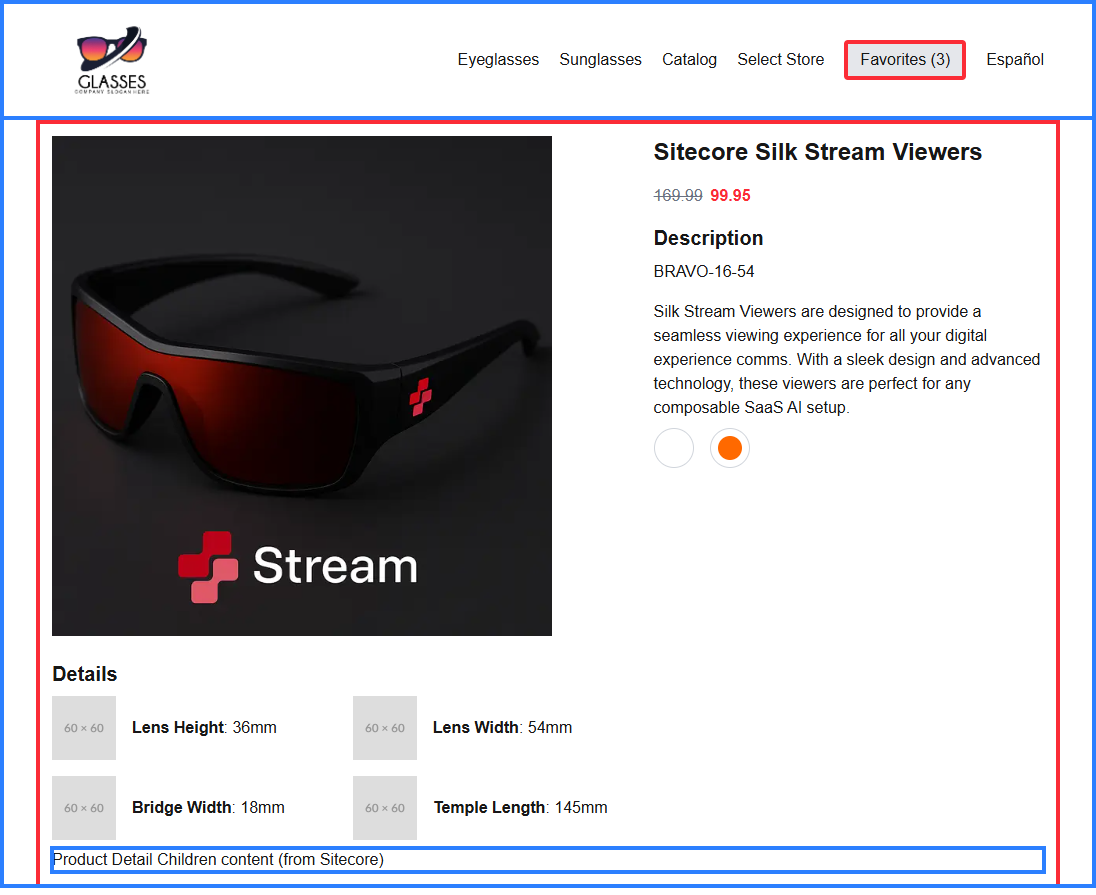 GLASSES
COMPANY SLOGAN HERE
Eyeglasses
Sunglasses
Catalog
Select Store
Favorites (3)
Español
Sitecore Silk Stream Viewers
169.99 99.95
Description
BRAVO-16-54
Silk Stream Viewers are designed to provide a
seamless viewing experience for all your digital
experience comms. With a sleek design and advanced
technology, these viewers are perfect for any
composable SaaS AI setup.
Stream
Details
60 × 60
Lens Height: 36mm
60 × 60
Lens Width: 54mm
60 × 60
Bridge Width: 18mm
60 × 60
Temple Length: 145mm
Product Detail Children content (from Sitecore)